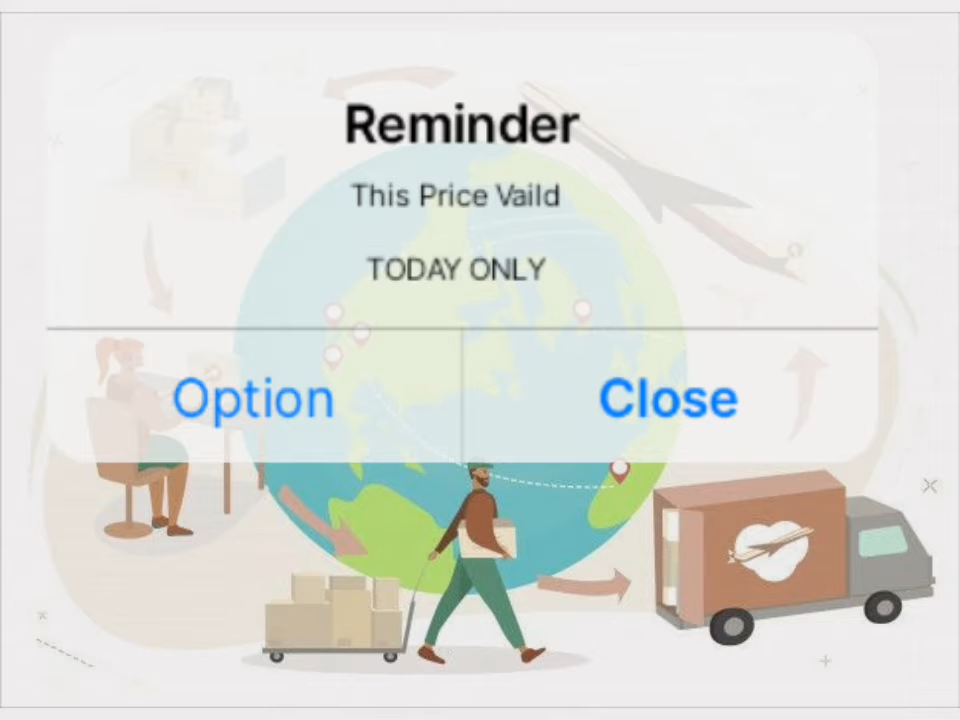 Reminder
This Price Vaild
TODAY ONLY
Option
Close